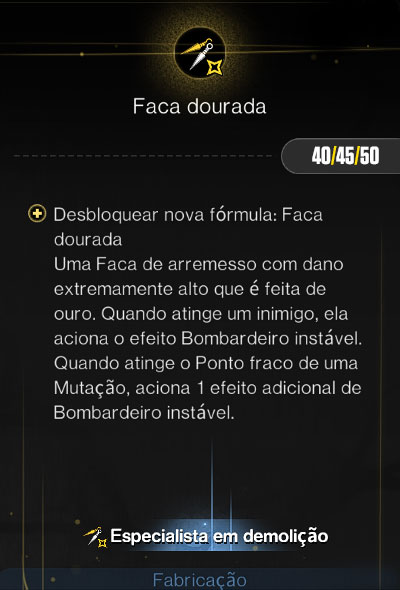 Faca dourada
40/45/50
Desbloquear nova fórmula: Faca
dourada
Uma Faca de arremesso com dano
extremamente alto que é feita de
ouro. Quando atinge um inimigo, ela
aciona o efeito Bombardeiro instável.
Quando atinge o Ponto fraco de uma
Mutação, aciona 1 efeito adicional de
Bombardeiro instável.
Especialista em demolição
Fabricação